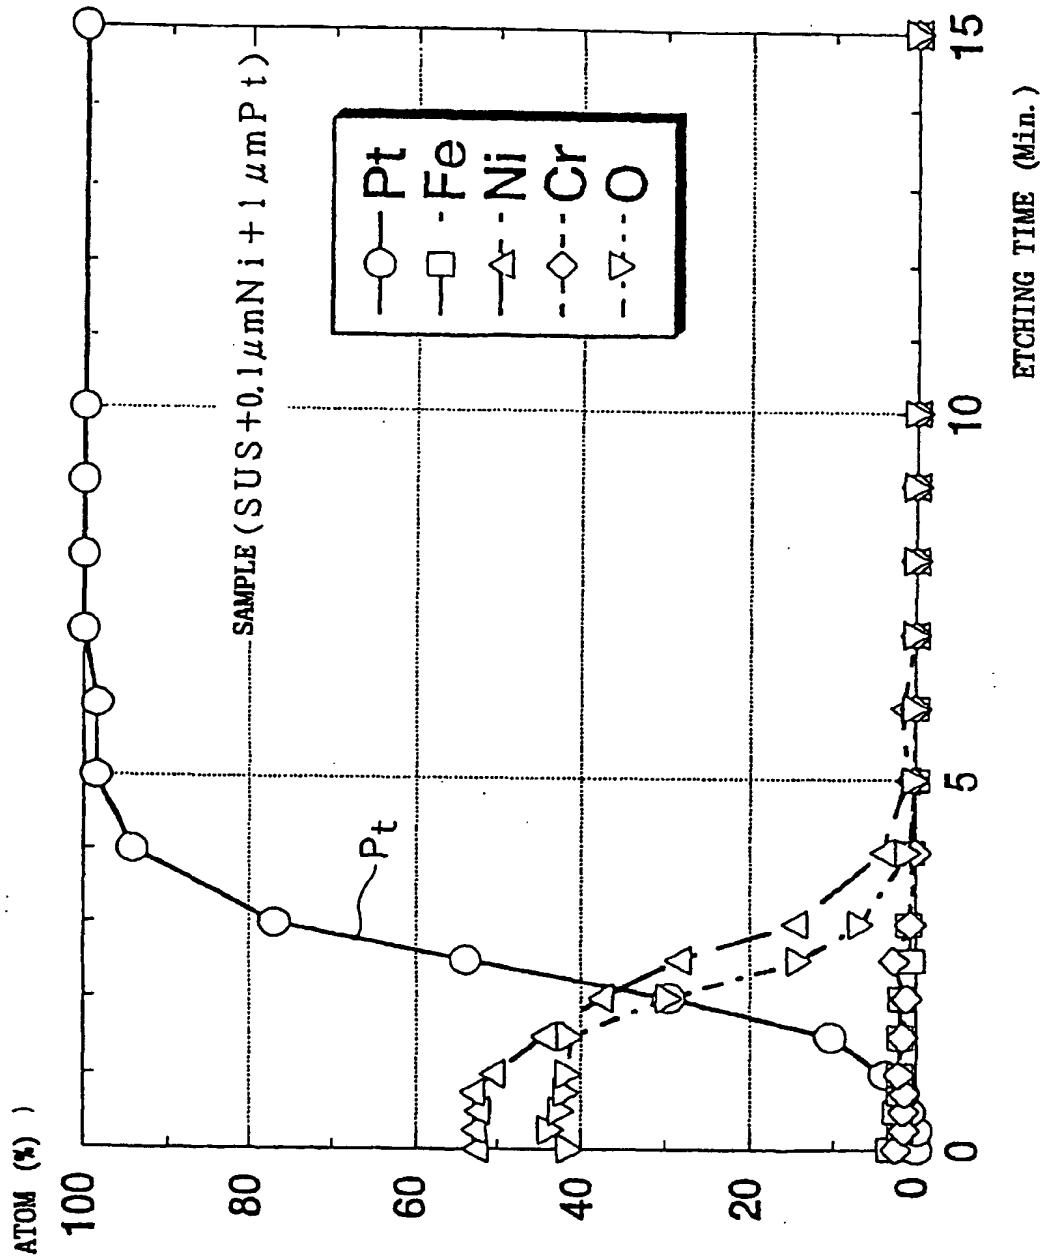 ATOM (%) )
100
80
60
40
20
0
SAMPLE (SUS+0.1μmNi+1μmPt)
Pt
Pt
Fe
Ni
Cr
O
0
5
10
15
ETCHING TIME (Min.)